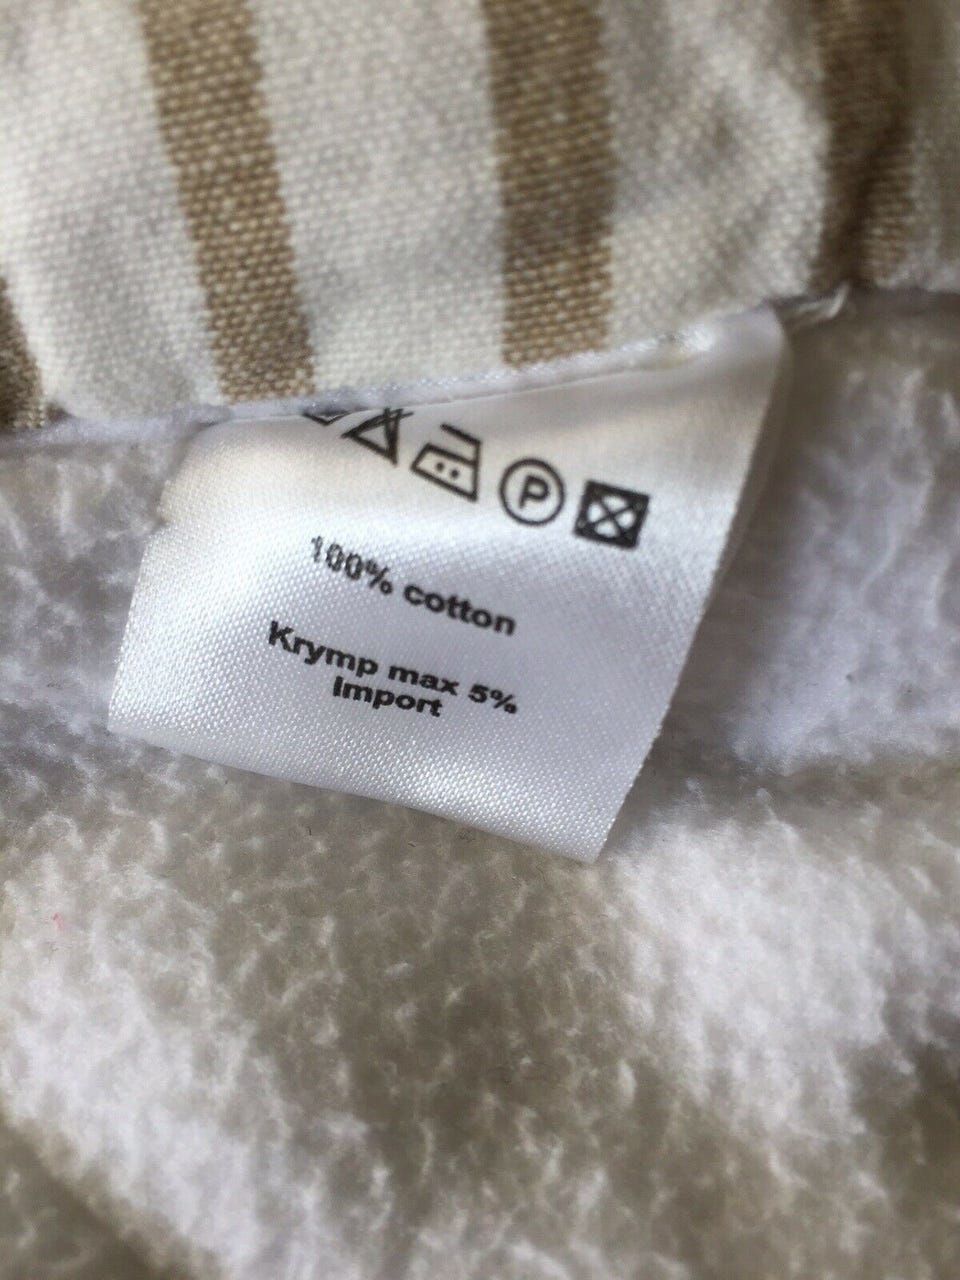 P
100% cotton
Krymp max 5%
Import